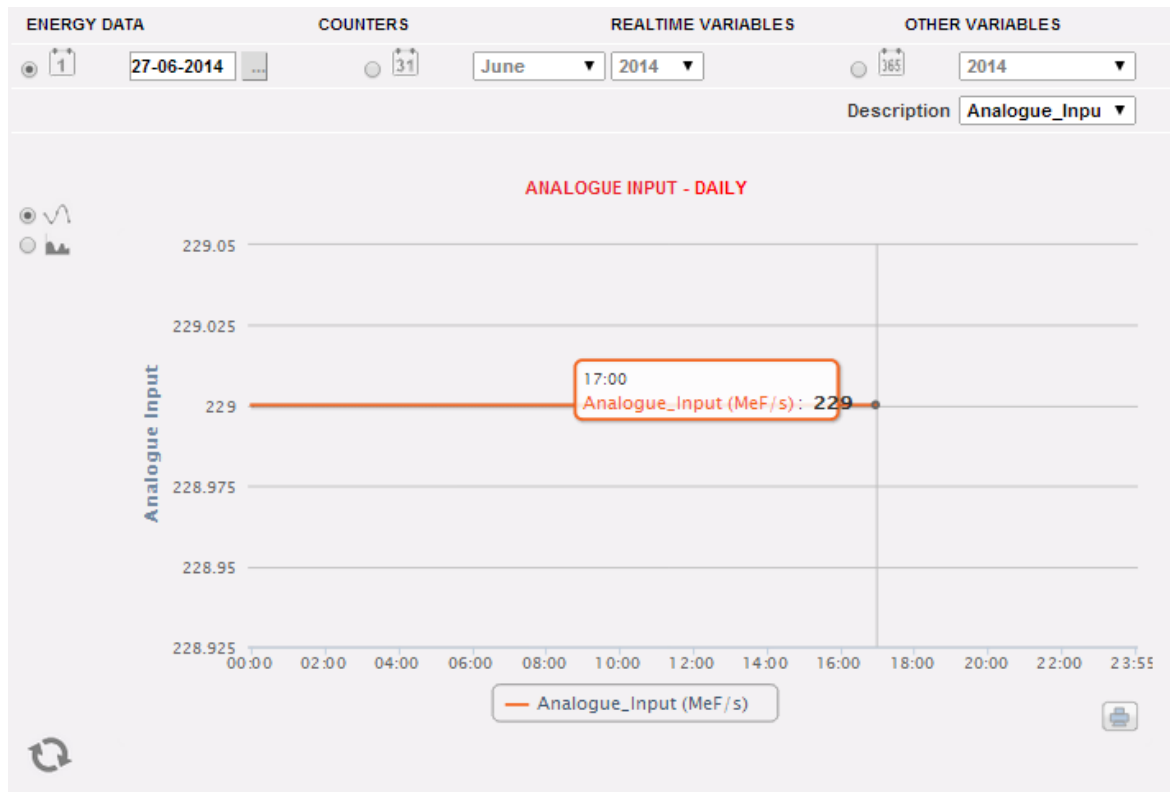 ENERGY DATA COUNTERS REALTIME VARIABLES OTHER VARIABLES
1 27-06-2014 ... 31 June 2014 365 2014
Description Analogue_Inpu
ANALOGUE INPUT - DAILY
229.05
229.025
229
228.975
228.95
228.925
Analogue Input
17:00
Analogue_Input (MeF/s): 229
00:00 02:00 04:00 06:00 08:00 10:00 12:00 14:00 16:00 18:00 20:00 22:00 23:55
Analogue_Input (MeF/s)